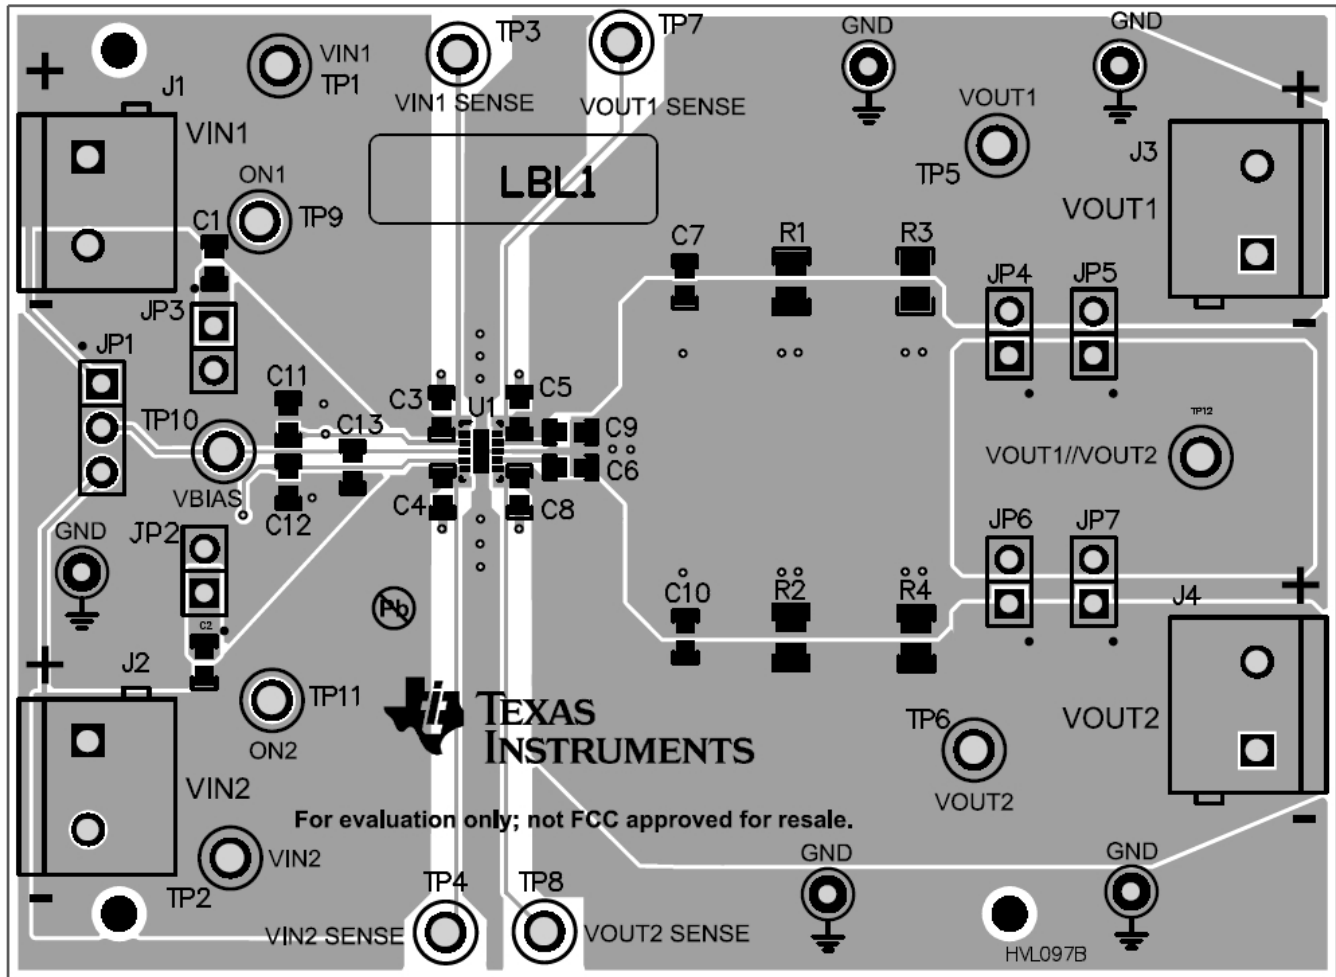 TP3
TP7
GND
GND
VIN1
TP1
+
J1
VIN1 SENSE
VOUT1 SENSE
VOUT1
+
VIN1
TP5
J3
ON1
LBL1
VOUT1
C1
TP9
C7
R1
R3
-
JP3
JP4
JP5
-
JP1
C11
C3
C5
TP10
C13
U1
C9
TP12
VOUT1//VOUT2
C6
VBIAS
C12
C4
C8
GND
JP2
JP6
JP7
Pb
C10
R2
R4
+
J4
C2
+
J2
TP11
TEXAS
INSTRUMENTS
TP6
VOUT2
ON2
VIN2
VOUT2
For evaluation only; not FCC approved for resale.
-
VIN2
GND
GND
TP2
TP4
TP8
-
VIN2 SENSE
VOUT2 SENSE
HVL097B